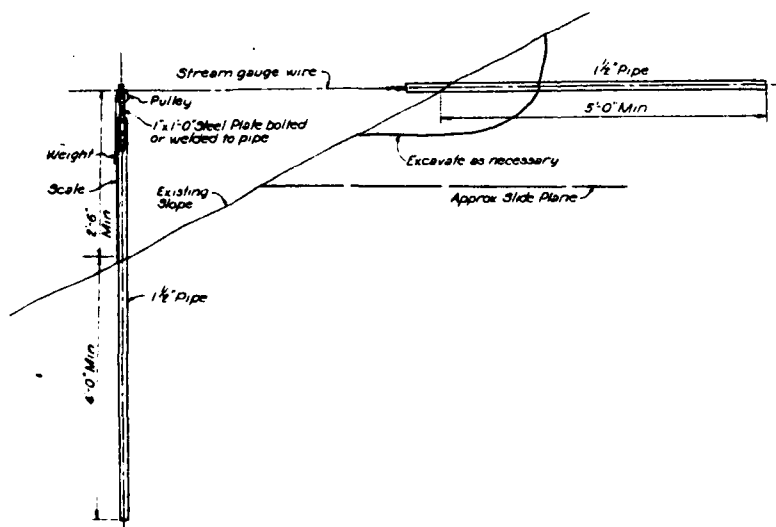 Stream gauge wire
1½" Pipe
Pulley
5'-0" Min
1"x 1'-0" Steel Plate bolted
or welded to pipe
Weight
Excavate as necessary
Scale
Existing
Slope
Approx Slide Plane
2'-6"
Min
1½" Pipe
4'-0" Min